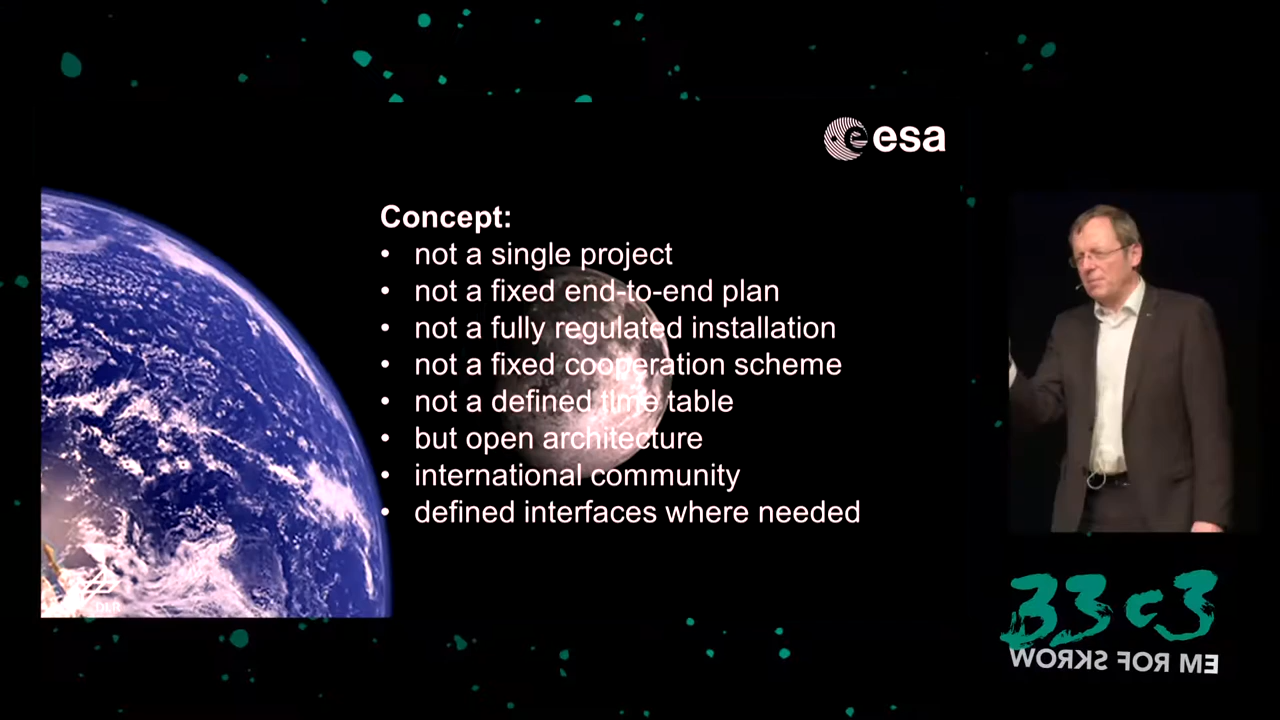 esa
Concept:
• not a single project
• not a fixed end-to-end plan
• not a fully regulated installation
• not a fixed cooperation scheme
• not a defined time table
• but open architecture
• international community
• defined interfaces where needed
DLR
33c3
WORKS FOR ME